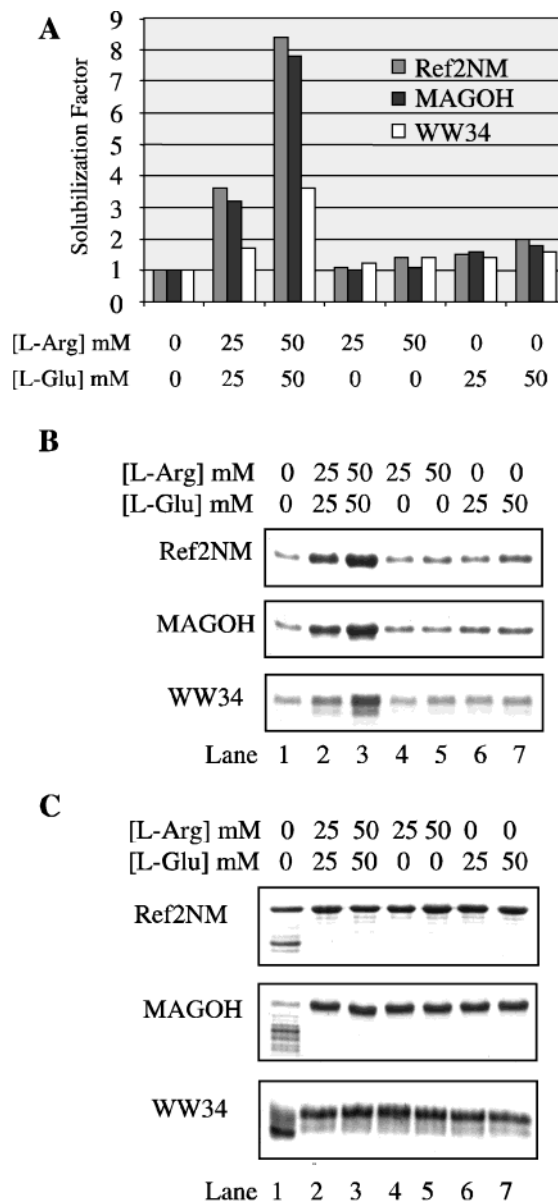 A
9
8
7
6
5
4
3
2
1
0
Solubilization Factor
Ref2NM
MAGOH
WW34
[L-Arg] mM 0 25 50 25 50 0 0
[L-Glu] mM 0 25 50 0 0 25 50
B
[L-Arg] mM 0 25 50 25 50 0 0
[L-Glu] mM 0 25 50 0 0 25 50
Ref2NM
MAGOH
WW34
Lane 1 2 3 4 5 6 7
C
[L-Arg] mM 0 25 50 25 50 0 0
[L-Glu] mM 0 25 50 0 0 25 50
Ref2NM
MAGOH
WW34
Lane 1 2 3 4 5 6 7